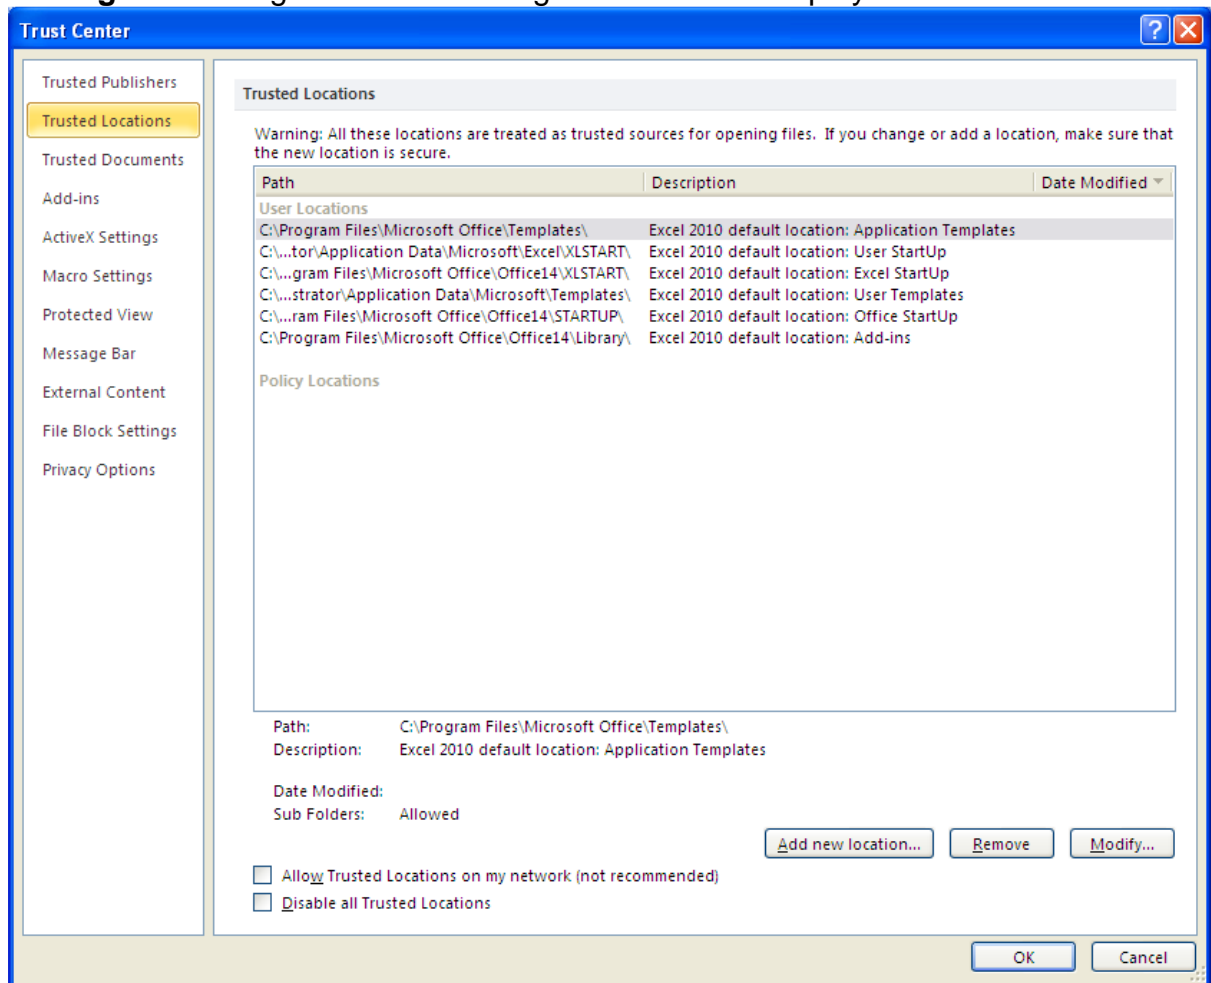 Trust Center
Trusted Publishers
Trusted Locations
Trusted Documents
Add-ins
ActiveX Settings
Macro Settings
Protected View
Message Bar
External Content
File Block Settings
Privacy Options
Trusted Locations
Warning: All these locations are treated as trusted sources for opening files. If you change or add a location, make sure that
the new location is secure.
Path Description Date Modified
User Locations
C:\Program Files\Microsoft Office\Templates\ Excel 2010 default location: Application Templates
C:\...tor\Application Data\Microsoft\Excel\XLSTART\ Excel 2010 default location: User StartUp
C:\...gram Files\Microsoft Office\Office14\XLSTART\ Excel 2010 default location: Excel StartUp
C:\...strator\Application Data\Microsoft\Templates\ Excel 2010 default location: User Templates
C:\...ram Files\Microsoft Office\Office14\STARTUP\ Excel 2010 default location: Office StartUp
C:\Program Files\Microsoft Office\Office14\Library\ Excel 2010 default location: Add-ins
Policy Locations
Path: C:\Program Files\Microsoft Office\Templates\
Description: Excel 2010 default location: Application Templates
Date Modified:
Sub Folders: Allowed
Add new location... Remove Modify...
Allow Trusted Locations on my network (not recommended)
Disable all Trusted Locations
OK Cancel